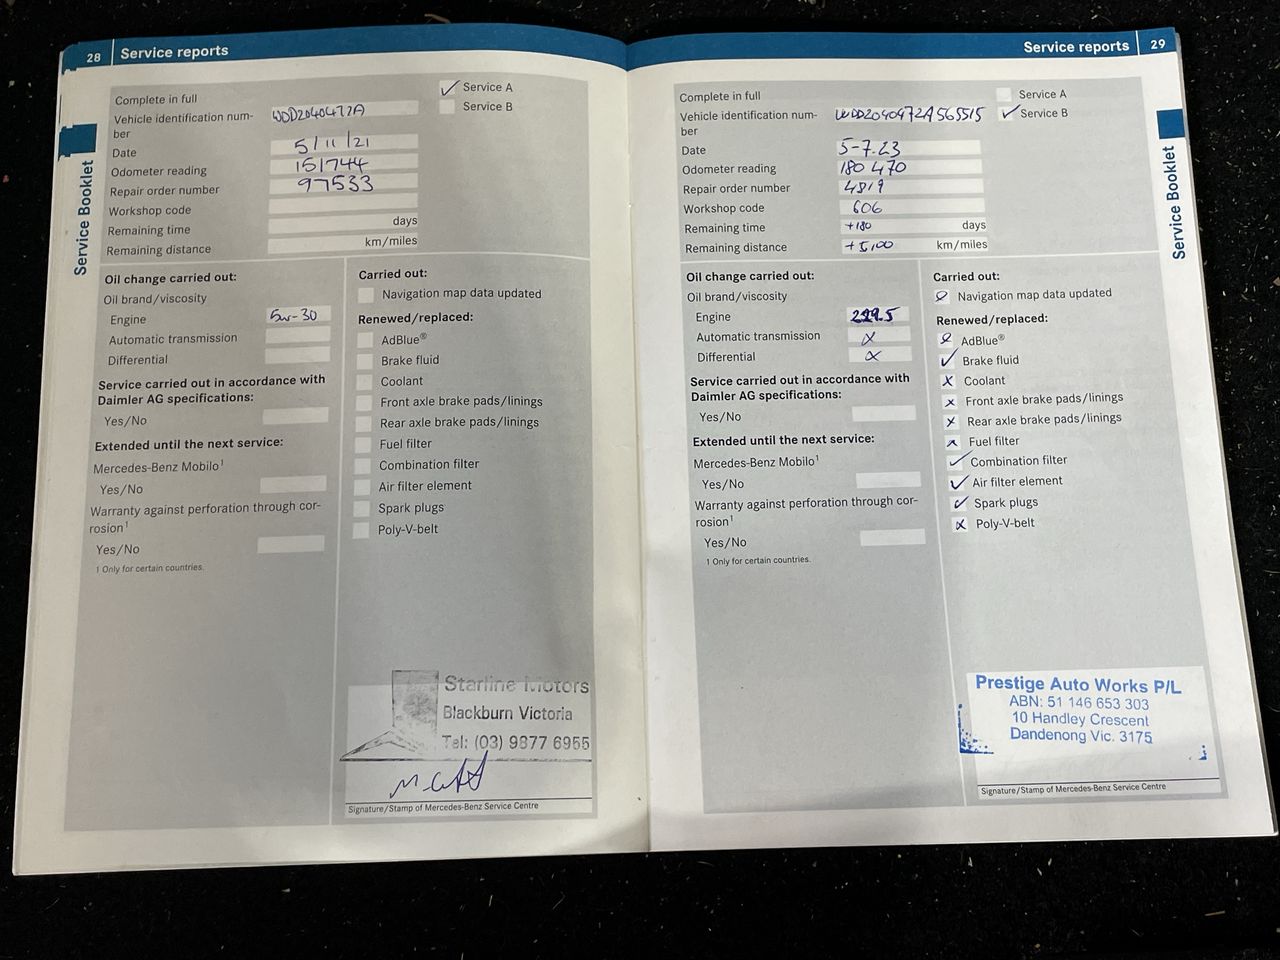 28 Service reports
Complete in full
✓ Service A
Service B
Vehicle identification num-
ber
WDD2040472A
Date 5/11/21
Odometer reading 151744
Repair order number 97533
Workshop code
Remaining time days
Remaining distance km/miles
Service Booklet
Oil change carried out:
Oil brand/viscosity
Engine 5w-30
Automatic transmission
Differential
Service carried out in accordance with
Daimler AG specifications:
Yes/No
Extended until the next service:
Mercedes-Benz Mobilo¹
Yes/No
Warranty against perforation through cor-
rosion¹
Yes/No
1 Only for certain countries.
Carried out:
Navigation map data updated
Renewed/replaced:
AdBlue®
Brake fluid
Coolant
Front axle brake pads/linings
Rear axle brake pads/linings
Fuel filter
Combination filter
Air filter element
Spark plugs
Poly-V-belt
Starline Motors
Blackburn Victoria
Tel: (03) 9877 6955
Signature/Stamp of Mercedes-Benz Service Centre
Service reports 29
Complete in full
Service A
✓ Service B
Vehicle identification num-
ber
WDD2040472A565515
Date 5-7.23
Odometer reading 180 470
Repair order number 4819
Workshop code 606
Remaining time +180 days
Remaining distance km/miles
Service Booklet
Oil change carried out:
Oil brand/viscosity
Engine 229.5
Automatic transmission x
Differential x
Service carried out in accordance with
Daimler AG specifications:
Yes/No
Extended until the next service:
Mercedes-Benz Mobilo¹
Yes/No
Warranty against perforation through cor-
rosion¹
Yes/No
1 Only for certain countries.
Carried out:
Navigation map data updated
Renewed/replaced:
AdBlue®
✓ Brake fluid
x Coolant
x Front axle brake pads/linings
x Rear axle brake pads/linings
x Fuel filter
✓ Combination filter
✓ Air filter element
✓ Spark plugs
x Poly-V-belt
Prestige Auto Works P/L
ABN: 51 146 653 303
10 Handley Crescent
Dandenong Vic. 3175
Signature/Stamp of Mercedes-Benz Service Centre